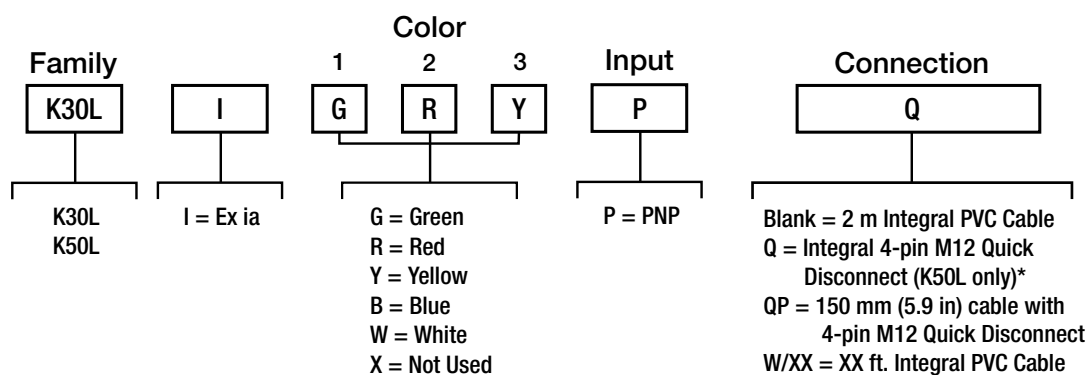 Color
Family 1 2 3 Input Connection
K30L I G R Y P Q
K30L
K50L
I = Ex ia
G = Green
R = Red
Y = Yellow
B = Blue
W = White
X = Not Used
P = PNP
Blank = 2 m Integral PVC Cable
Q = Integral 4-pin M12 Quick
Disconnect (K50L only)*
QP = 150 mm (5.9 in) cable with
4-pin M12 Quick Disconnect
W/XX = XX ft. Integral PVC Cable